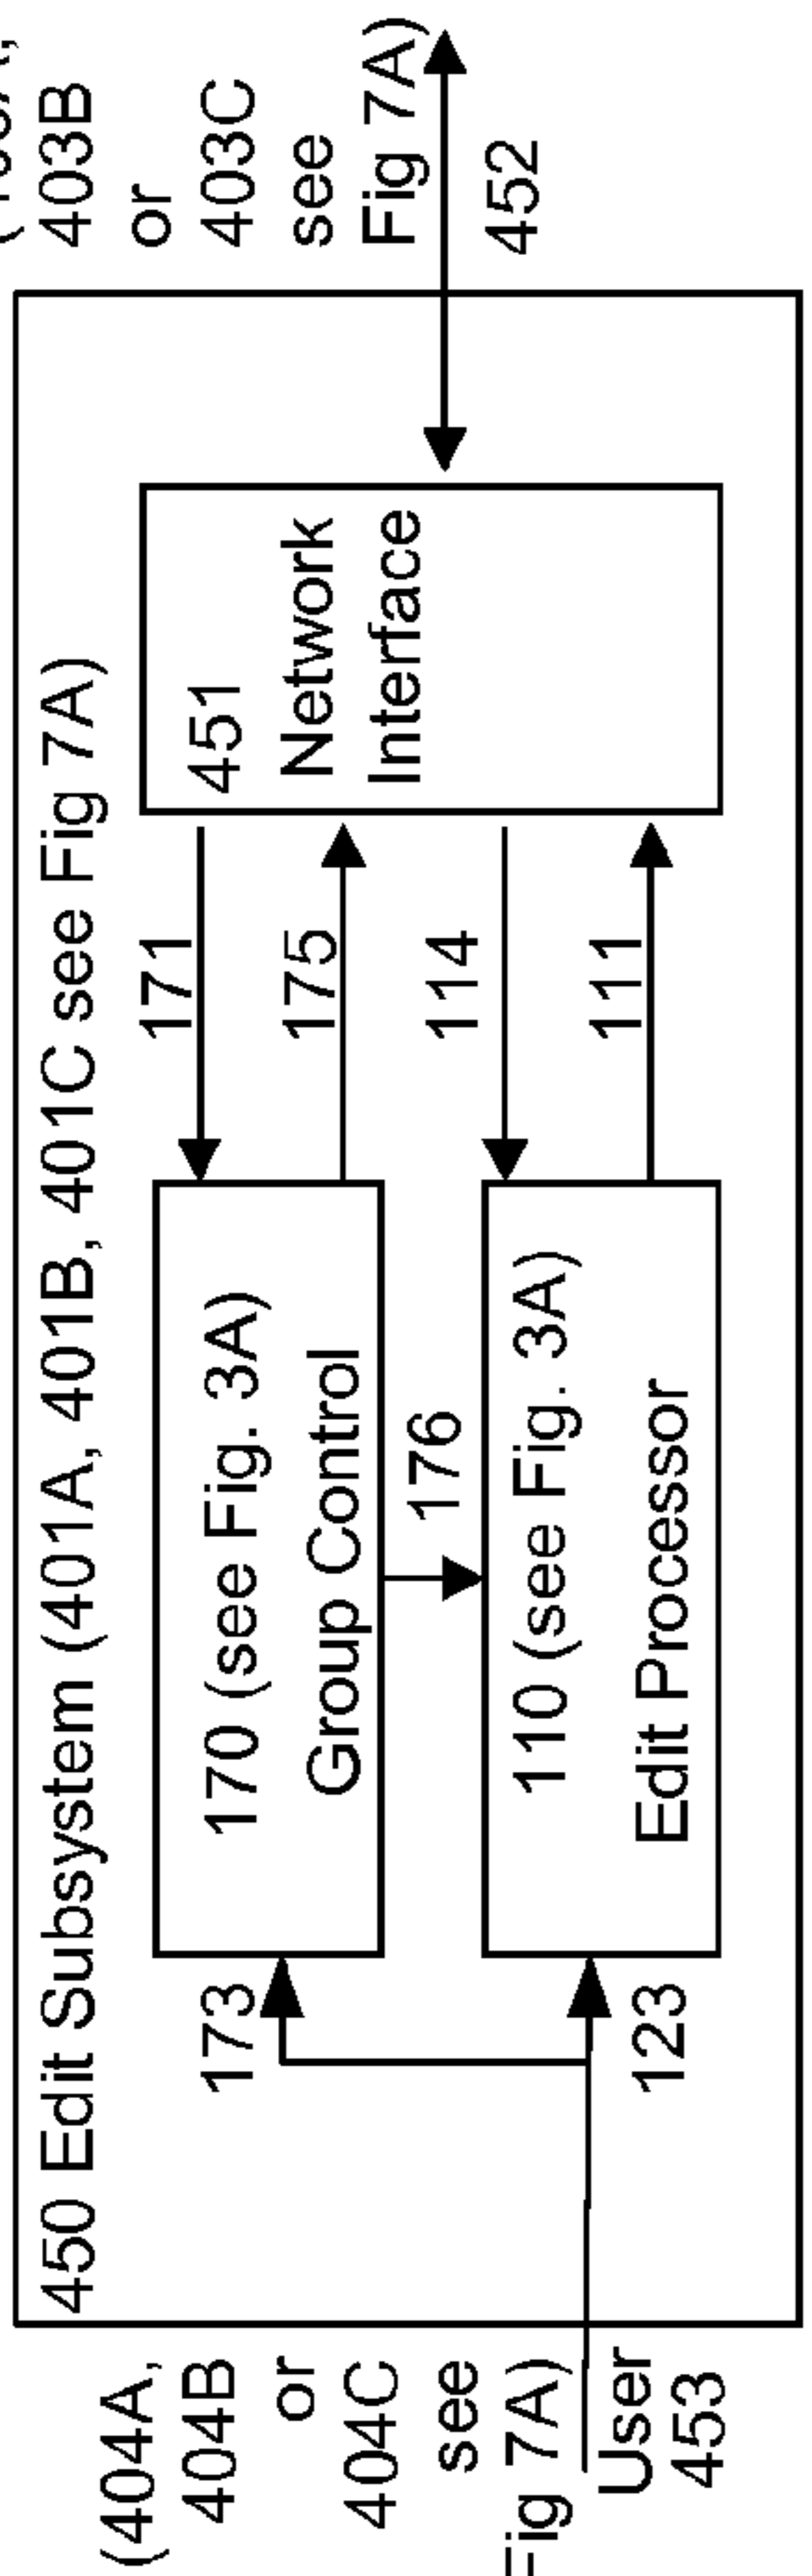 450 Edit Subsystem (401A, 401B, 401C see Fig 7A)
(404A,
404B
or
404C
see
Fig 7A)
User
453
173
123
170 (see Fig. 3A)
Group Control
176
110 (see Fig. 3A)
Edit Processor
171
175
114
111
451
Network
Interface
403B
or
403C
see
Fig 7A)
452